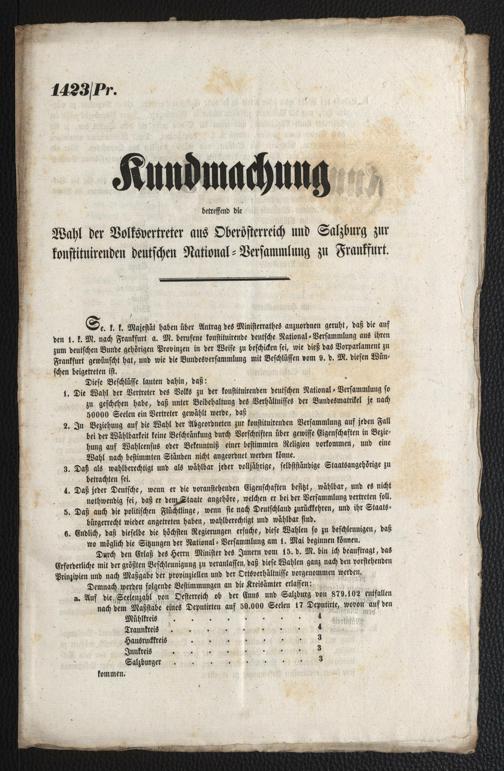 1423/Pr.
Kundmachung
betreffend die
Wahl der Volksvertreter aus Oberösterreich und Salzburg zur
konstituirenden deutschen National-Versammlung zu Frankfurt.
Se. k. k. Majestät haben über Antrag des Ministerrathes anzuordnen geruht, daß die auf
den 1. k. M. nach Frankfurt a. M. berufene konstituirende deutsche National-Versammlung aus ihren
zum deutschen Bunde gehörigen Provinzen in der Weise zu beschicken sei, wie dieß das Vorparlament zu
Frankfurt gewünscht hat, und wie die Bundesversammlung mit Beschlüssen vom 9. d. M. diesen Wün-
schen beigetreten ist.
Diese Beschlüsse lauten dahin, daß:
1. Die Wahl der Vertreter des Volks zu der konstituirenden deutschen National-Versammlung so
zu geschehen habe, daß unter Beibehaltung des Verhältnisses der Bundesmatrikel je nach
50000 Seelen ein Vertreter gewählt werde, daß
2. In Beziehung auf die Wahl der Abgeordneten zur konstituirenden Versammlung auf jeden Fall
bei der Wählbarkeit keine Beschränkung durch Vorschriften über gewisse Eigenschaften in Bezie-
hung auf Wahlcensus oder Bekenntniß einer bestimmten Religion vorkommen, und eine
Wahl nach bestimmten Ständen nicht angeordnet werden könne.
3. Daß als wahlberechtigt und als wählbar jeder volljährige, selbstständige Staatsangehörige zu
betrachten sei.
4. Daß jeder Deutsche, wenn er die voranstehenden Eigenschaften besitzt, wählbar, und es nicht
nothwendig sei, daß er dem Staate angehöre, welchen er bei der Versammlung vertreten soll.
5. Daß auch die politischen Flüchtlinge, wenn sie nach Deutschland zurückkehren, und ihr Staats-
bürgerrecht wieder angetreten haben, wahlberechtigt und wählbar sind.
6. Endlich, daß dieselbe die höchsten Regierungen ersuche, diese Wahlen so zu beschleunigen, daß
wo möglich die Sitzungen der National-Versammlung am 1. Mai beginnen können.
Durch den Erlaß des Herrn Minister des Innern vom 15. d. M. bin ich beauftragt, das
Erforderliche mit der größten Beschleunigung zu veranlassen, daß diese Wahlen ganz nach den vorstehenden
Prinzipien und nach Maßgabe der provinziellen und der Ortsverhältnisse vorgenommen werden.
Demnach werden folgende Bestimmungen an die Kreisämter erlassen:
a. Auf die Seelenzahl von Oesterreich ob der Enns und Salzburg von 879.102 entfallen
nach dem Maßstabe eines Deputirten auf 50.000 Seelen 17 Deputirte, wovon auf den
Mühlkreis . . . . . . . . 4
Traunkreis . . . . . . . . 4
Hausruckkreis . . . . . . . 3
Innkreis . . . . . . . . 3
Salzburger . . . . . . . . 3
kommen.